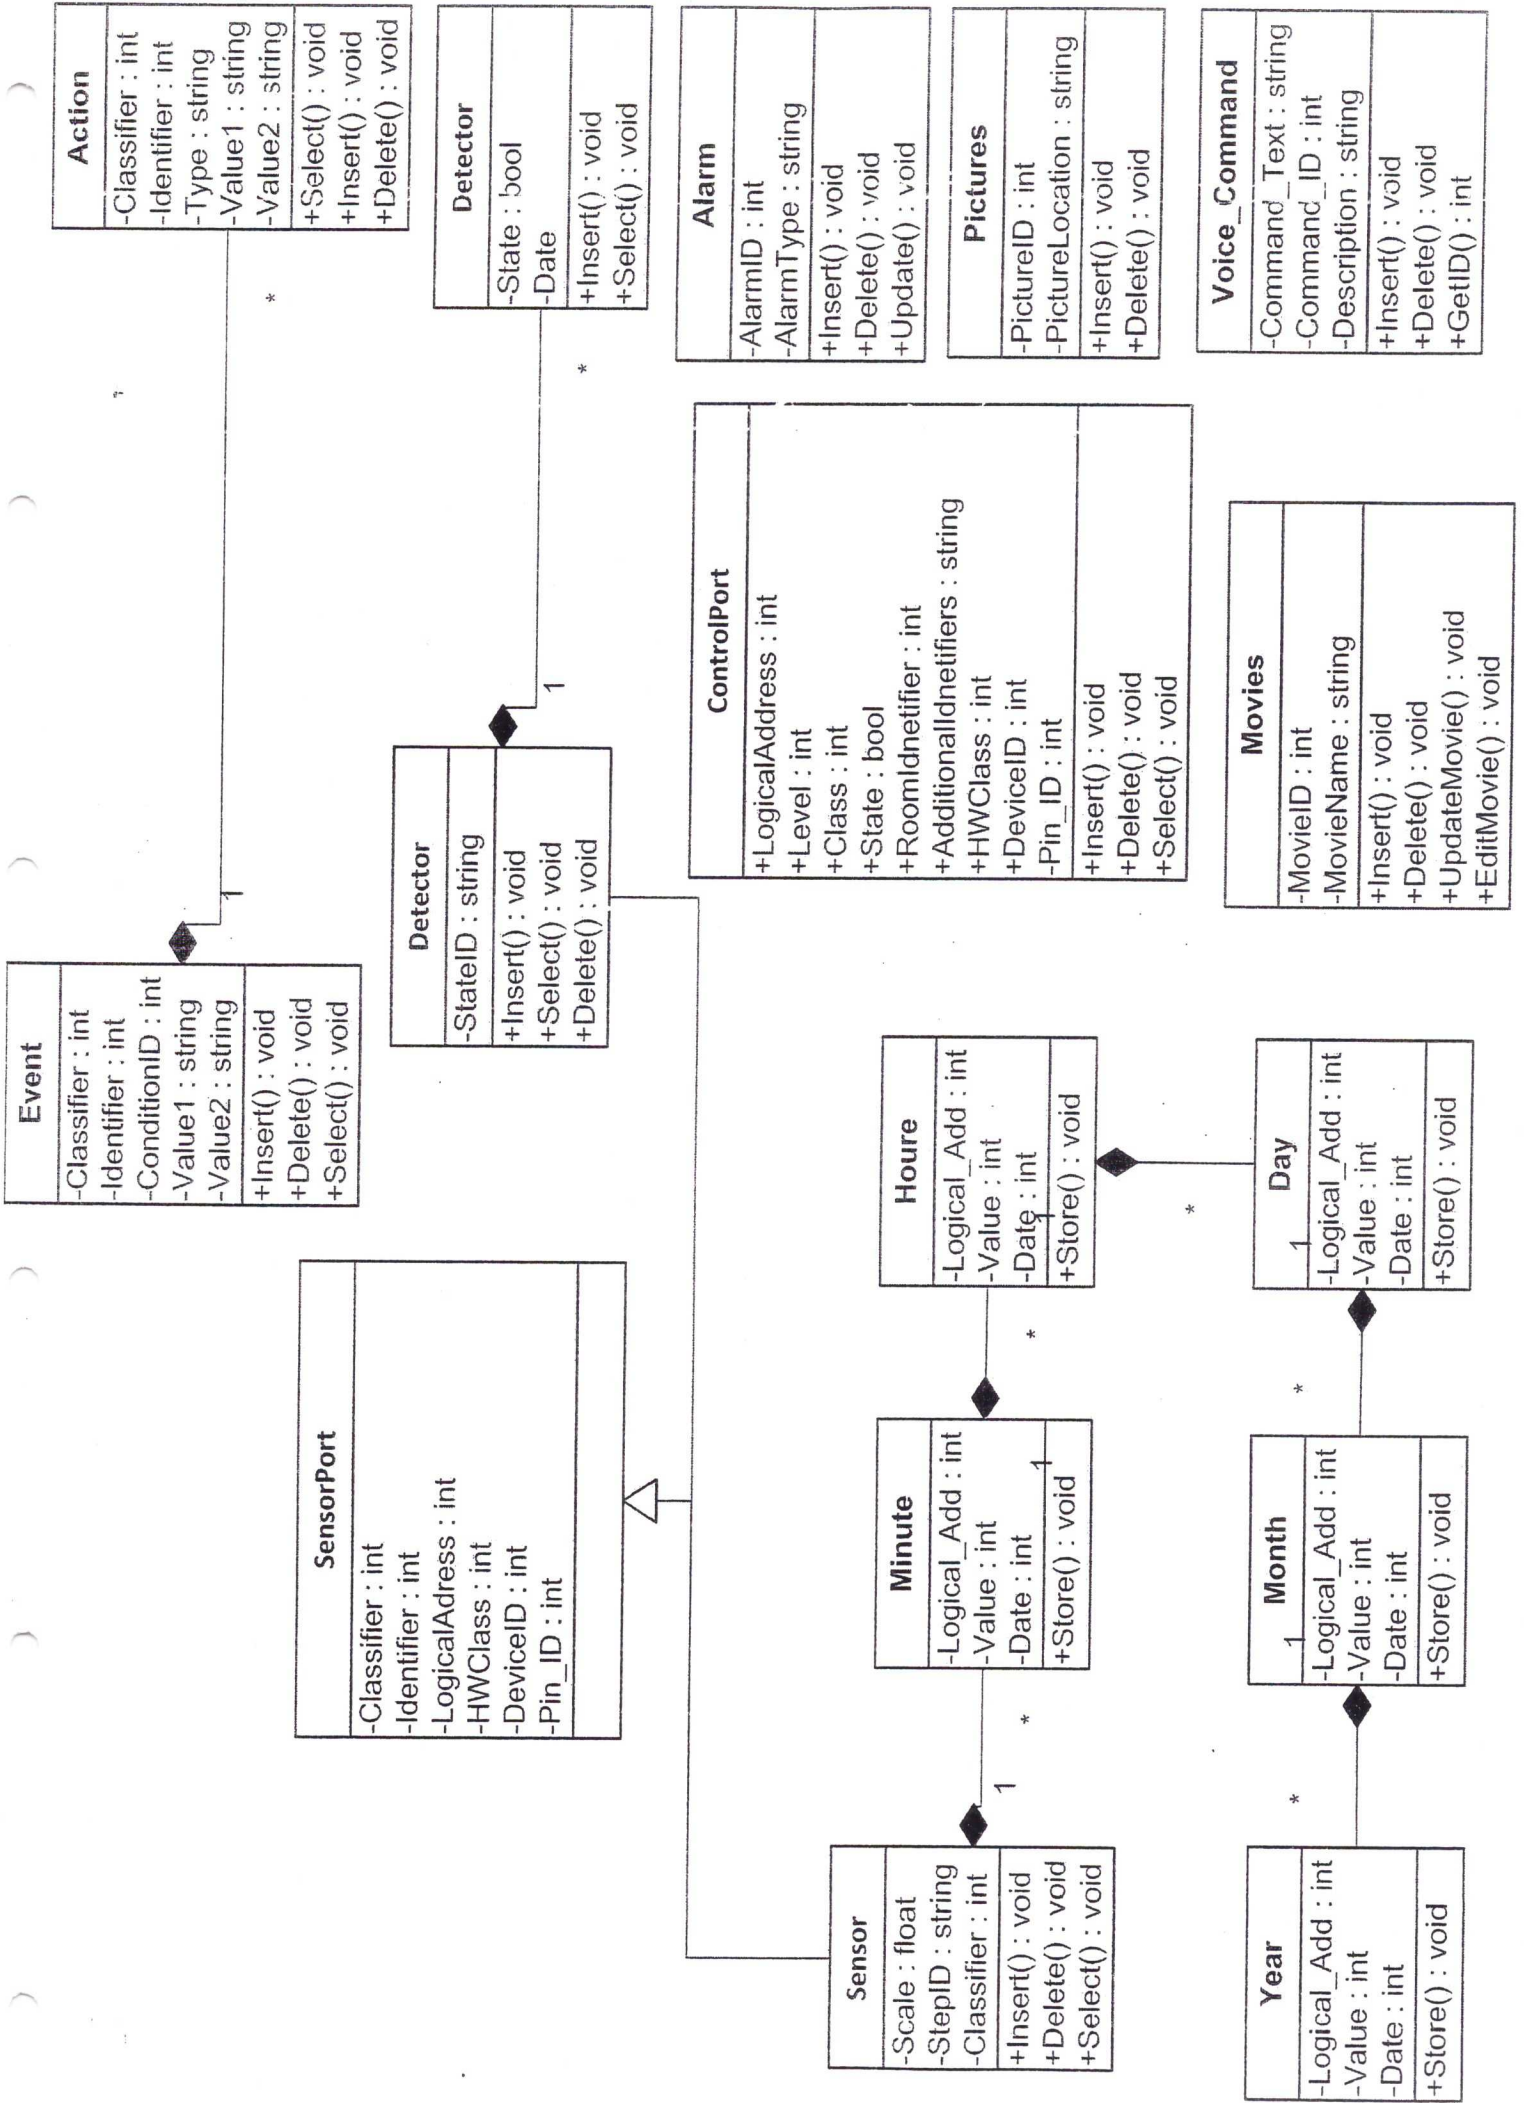 Event
-Classifier : int
-Identifier : int
-ConditionID : int
-Value1 : string
-Value2 : string
+Insert() : void
+Delete() : void
+Select() : void
1
*
Action
-Classifier : int
-Identifier : int
-Type : string
-Value1 : string
-Value2 : string
+Select() : void
+Insert() : void
+Delete() : void
SensorPort
-Classifier : int
-Identifier : int
-LogicalAdress : int
-HWClass : int
-DeviceID : int
-Pin_ID : int
Detector
-StateID : string
+Insert() : void
+Select() : void
+Delete() : void
1
*
Detector
-State : bool
-Date
+Insert() : void
+Select() : void
Sensor
-Scale : float
-StepID : string
-Classifier : int
+Insert() : void
+Delete() : void
+Select() : void
1
*
Minute
-Logical_Add : int
-Value : int
-Date : int
1
+Store() : void
*
Houre
-Logical_Add : int
-Value : int
-Date : int
1
+Store() : void
*
ControlPort
+LogicalAddress : int
+Level : int
+Class : int
+State : bool
+RoomIdnetifier : int
+AdditionalIdnetifiers : string
+HWClass : int
+DeviceID : int
-Pin_ID : int
+Insert() : void
+Delete() : void
+Select() : void
Alarm
-AlarmID : int
-AlarmType : string
+Insert() : void
+Delete() : void
+Update() : void
Pictures
-PictureID : int
-PictureLocation : string
+Insert() : void
+Delete() : void
Year
-Logical_Add : int
-Value : int
-Date : int
+Store() : void
*
Month
1
-Logical_Add : int
-Value : int
-Date : int
+Store() : void
*
Day
1
-Logical_Add : int
-Value : int
-Date : int
+Store() : void
Movies
-MovieID : int
-MovieName : string
+Insert() : void
+Delete() : void
+UpdateMovie() : void
+EditMovie() : void
Voice_Command
-Command_Text : string
-Command_ID : int
-Description : string
+Insert() : void
+Delete() : void
+GetID() : int